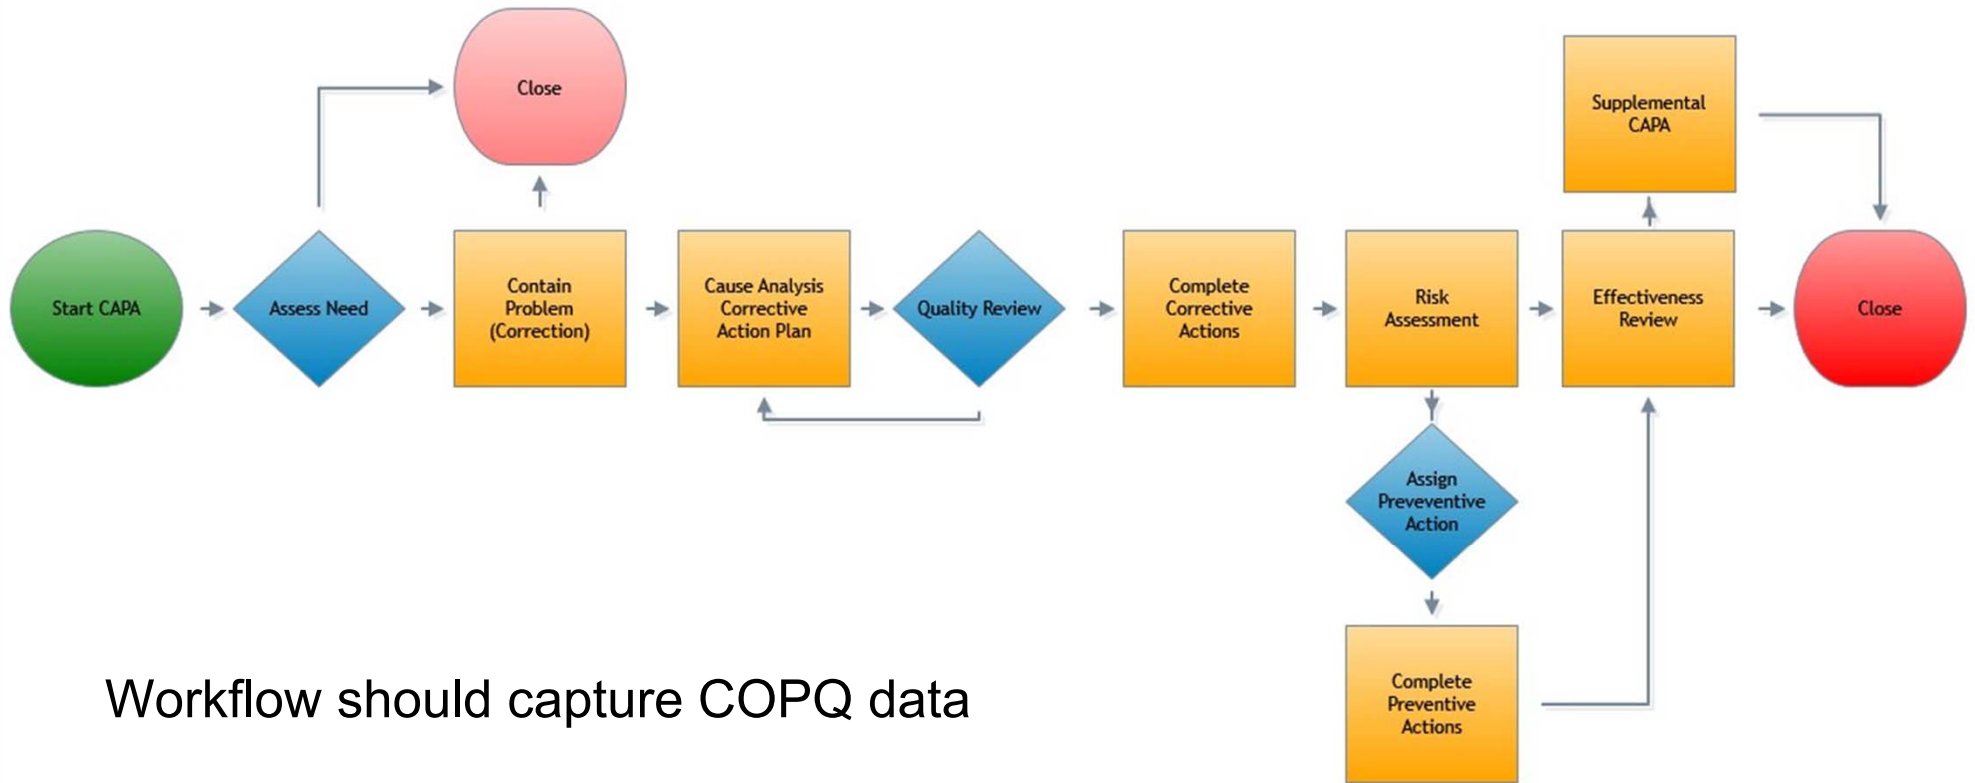 Close
Supplemental
CAPA
Start CAPA
Assess Need
Contain
Problem
(Correction)
Cause Analysis
Corrective
Action Plan
Quality Review
Complete
Corrective
Actions
Risk
Assessment
Effectiveness
Review
Close
Assign
Preveventive
Action
Complete
Preventive
Actions
Workflow should capture COPQ data